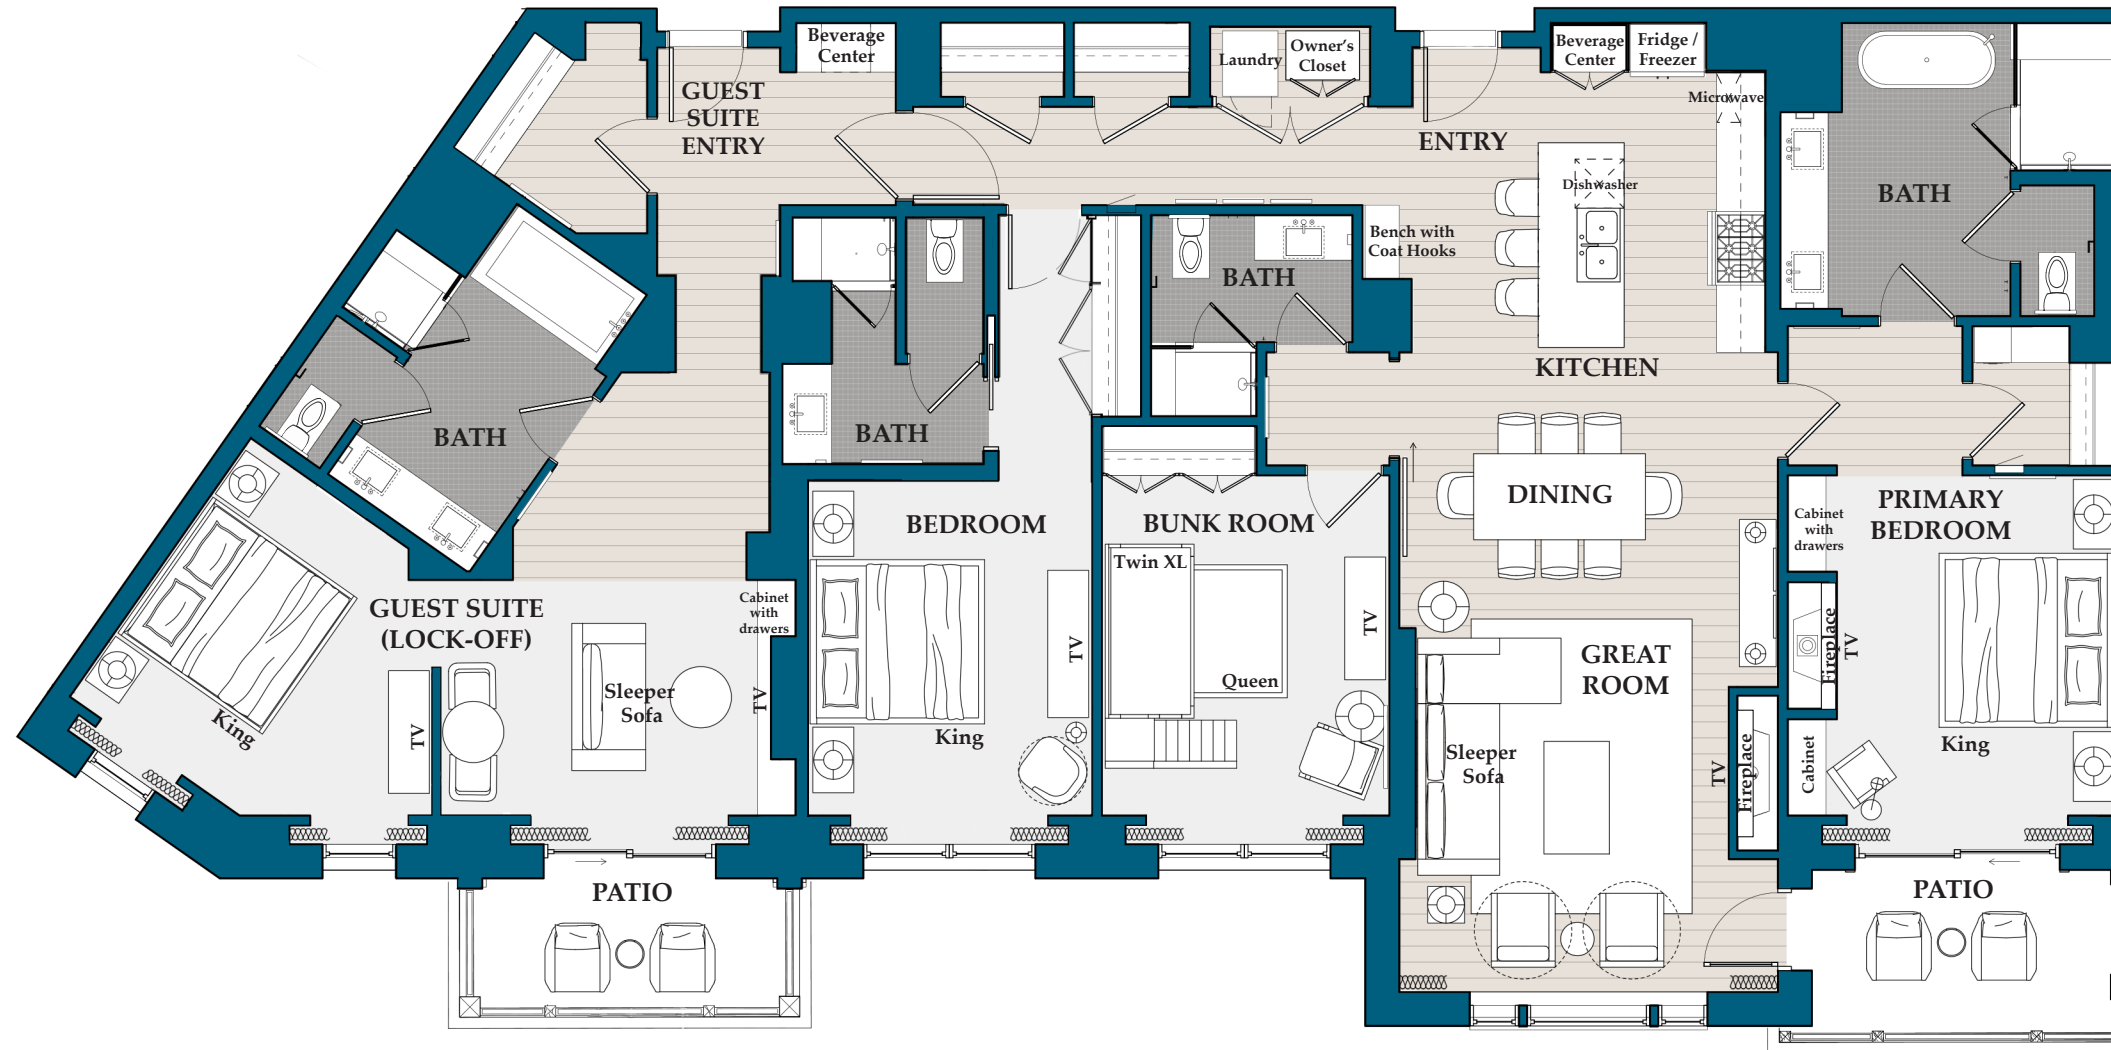 Beverage
Center
Laundry
Owner's
Closet
Beverage
Center
Fridge /
Freezer
Microwave
GUEST
SUITE
ENTRY
ENTRY
Dishwasher
BATH
Bench with
Coat Hooks
BATH
KITCHEN
BATH
BATH
DINING
PRIMARY
BEDROOM
BEDROOM
BUNK ROOM
Cabinet
with
drawers
Twin XL
Cabinet
with
drawers
GUEST SUITE
(LOCK-OFF)
TV
TV
Fireplace
TV
GREAT
ROOM
Queen
Sleeper
Sofa
TV
King
TV
King
Sleeper
Sofa
King
TV
Fireplace
Cabinet
PATIO
PATIO